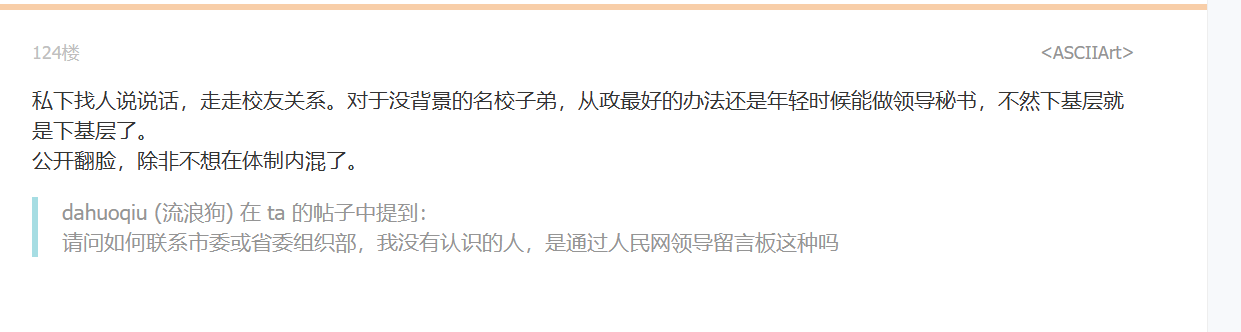 124楼
<ASCIIArt>
私下找人说说话，走走校友关系。对于没背景的名校子弟，从政最好的办法还是年轻时候能做领导秘书，不然下基层就
是下基层了。
公开翻脸，除非不想在体制内混了。
dahuoqiu (流浪狗) 在 ta 的帖子中提到：
请问如何联系市委或省委组织部，我没有认识的人，是通过人民网领导留言板这种吗